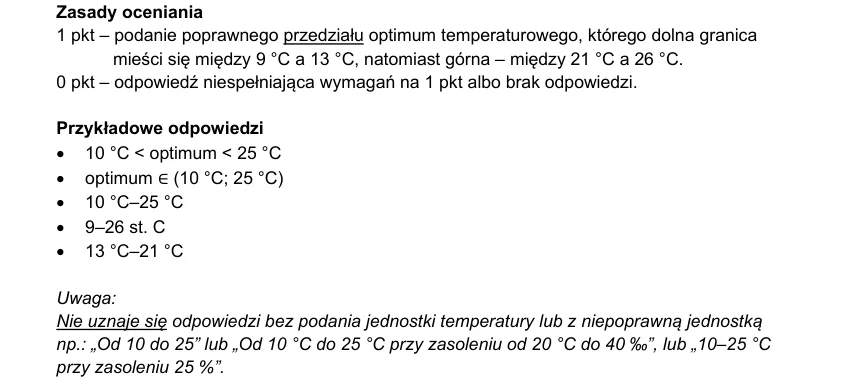 Zasady oceniania
1 pkt – podanie poprawnego przedziału optimum temperaturowego, którego dolna granica
mieści się między 9 °C a 13 °C, natomiast górna – między 21 °C a 26 °C.
0 pkt – odpowiedź niespełniająca wymagań na 1 pkt albo brak odpowiedzi.
Przykładowe odpowiedzi
• 10 °C < optimum < 25 °C
• optimum ∈ (10 °C; 25 °C)
• 10 °C–25 °C
• 9–26 st. C
• 13 °C–21 °C
Uwaga:
Nie uznaje się odpowiedzi bez podania jednostki temperatury lub z niepoprawną jednostką
np.: „Od 10 do 25” lub „Od 10 °C do 25 °C przy zasoleniu od 20 °C do 40 ‰”, lub „10–25 °C
przy zasoleniu 25 %”.